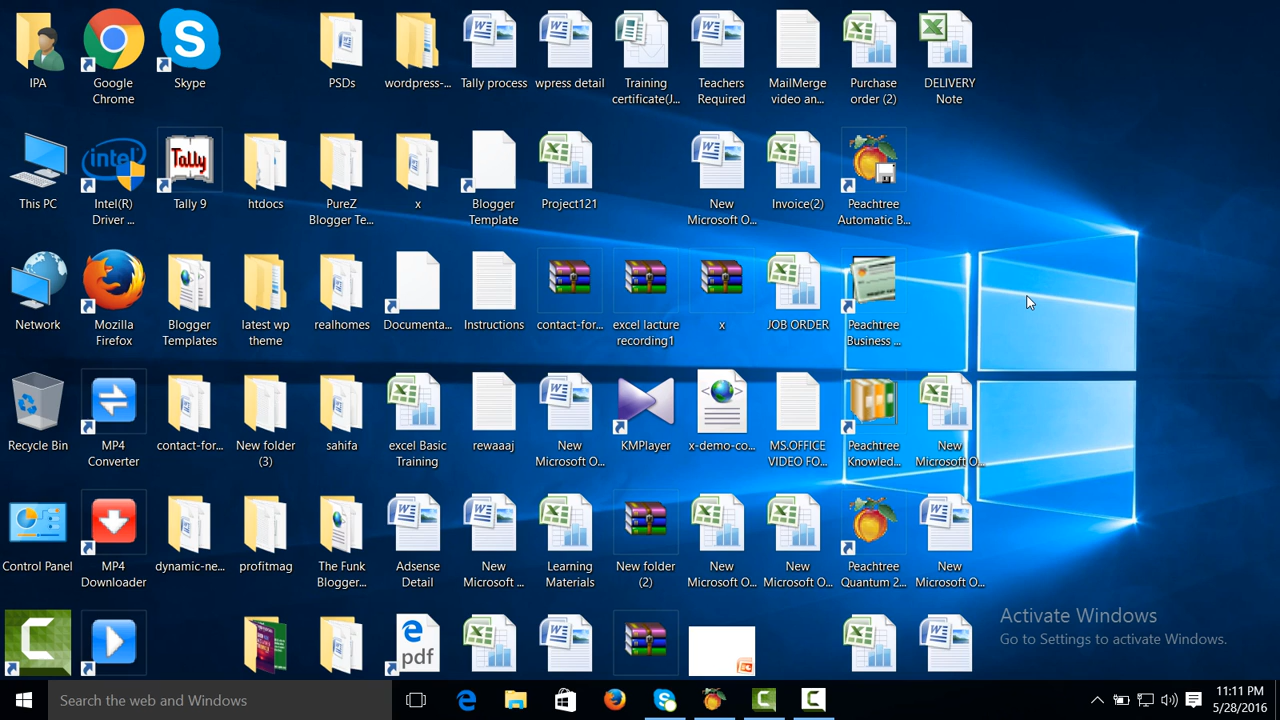 IPA
Google
Chrome
Skype
PSDs
wordpress-...
Tally process
wpress detail
Training
certificate(J...
Teachers
Required
MailMerge
video an...
Purchase
order (2)
DELIVERY
Note
This PC
intel
Intel(R)
Driver ...
Tally
Tally 9
htdocs
PureZ
Blogger Te...
x
Blogger
Template
Project121
New
Microsoft O...
Invoice(2)
Peachtree
Automatic B...
Network
Mozilla
Firefox
Blogger
Templates
latest wp
theme
realhomes
Documenta...
Instructions
contact-for...
excel lacture
recording1
x
JOB ORDER
Peachtree
Business ...
Recycle Bin
MP4
Converter
contact-for...
New folder
(3)
sahifa
excel Basic
Training
rewaaaj
New
Microsoft O...
KMPlayer
x-demo-co...
MS.OFFICE
VIDEO FO...
Peachtree
Knowled...
New
Microsoft O...
Control Panel
MP4
Downloader
dynamic-ne...
profitmag
The Funk
Blogger...
Adsense
Detail
New
Microsoft ...
Learning
Materials
New folder
(2)
New
Microsoft O...
New
Microsoft O...
Peachtree
Quantum 2...
New
Microsoft O...
pdf
Activate Windows
Go to Settings to activate Windows.
Search the web and Windows
11:11 PM
5/28/2016